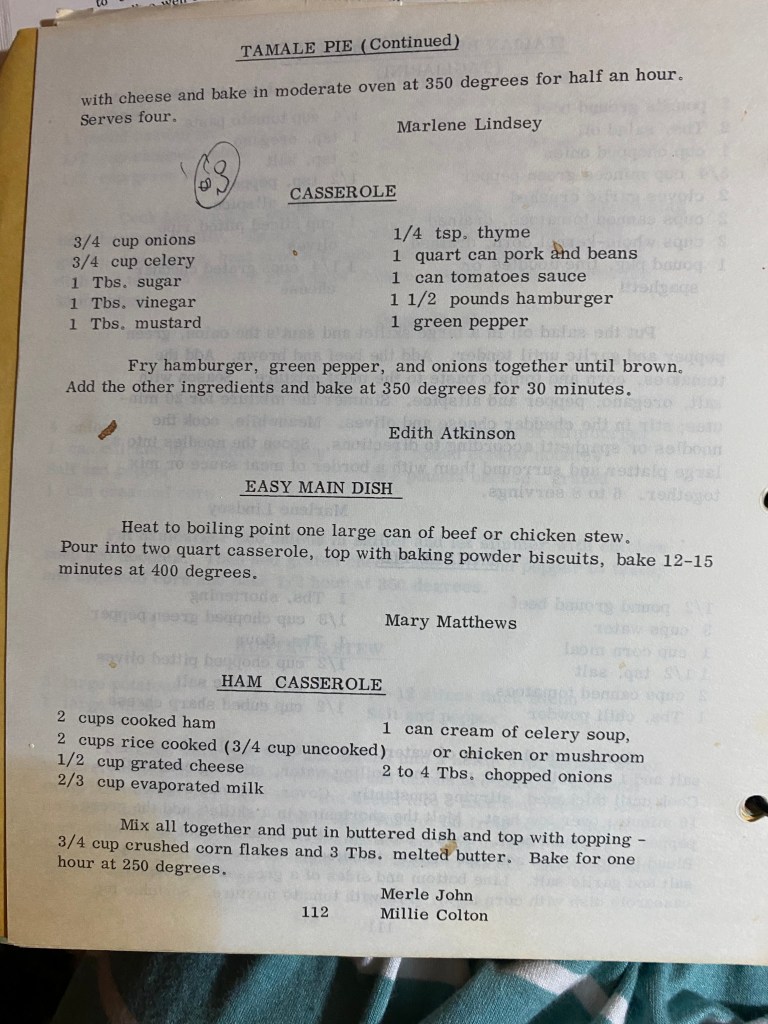 TAMALE PIE (Continued)
with cheese and bake in moderate oven at 350 degrees for half an hour.
Serves four.
Marlene Lindsey
CASSEROLE
3/4 cup onions
3/4 cup celery
1 Tbs. sugar
1 Tbs. vinegar
1 Tbs. mustard
1/4 tsp. thyme
1 quart can pork and beans
1 can tomatoes sauce
1 1/2 pounds hamburger
1 green pepper
Fry hamburger, green pepper, and onions together until brown.
Add the other ingredients and bake at 350 degrees for 30 minutes.
Edith Atkinson
EASY MAIN DISH
Heat to boiling point one large can of beef or chicken stew.
Pour into two quart casserole, top with baking powder biscuits, bake 12-15
minutes at 400 degrees.
Mary Matthews
HAM CASSEROLE
2 cups cooked ham
2 cups rice cooked (3/4 cup uncooked)
1/2 cup grated cheese
2/3 cup evaporated milk
1 can cream of celery soup,
or chicken or mushroom
2 to 4 Tbs. chopped onions
Mix all together and put in buttered dish and top with topping -
3/4 cup crushed corn flakes and 3 Tbs. melted butter. Bake for one
hour at 250 degrees.
Merle John
112 Millie Colton